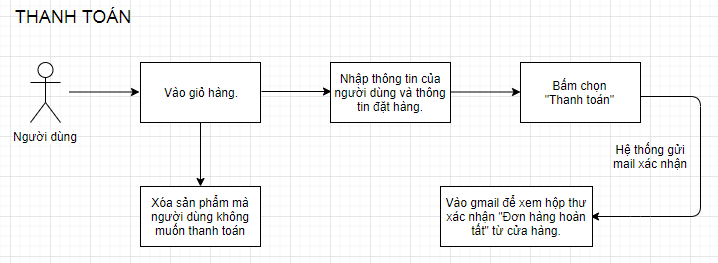 THANH TOÁN
Người dùng
Vào giỏ hàng.
Nhập thông tin của
người dùng và thông
tin đặt hàng.
Bấm chọn
"Thanh toán"
Hệ thống gửi
mail xác nhận
Xóa sản phẩm mà
người dùng không
muốn thanh toán
Vào gmail để xem hộp thư
xác nhận "Đơn hàng hoàn
tất" từ cửa hàng.